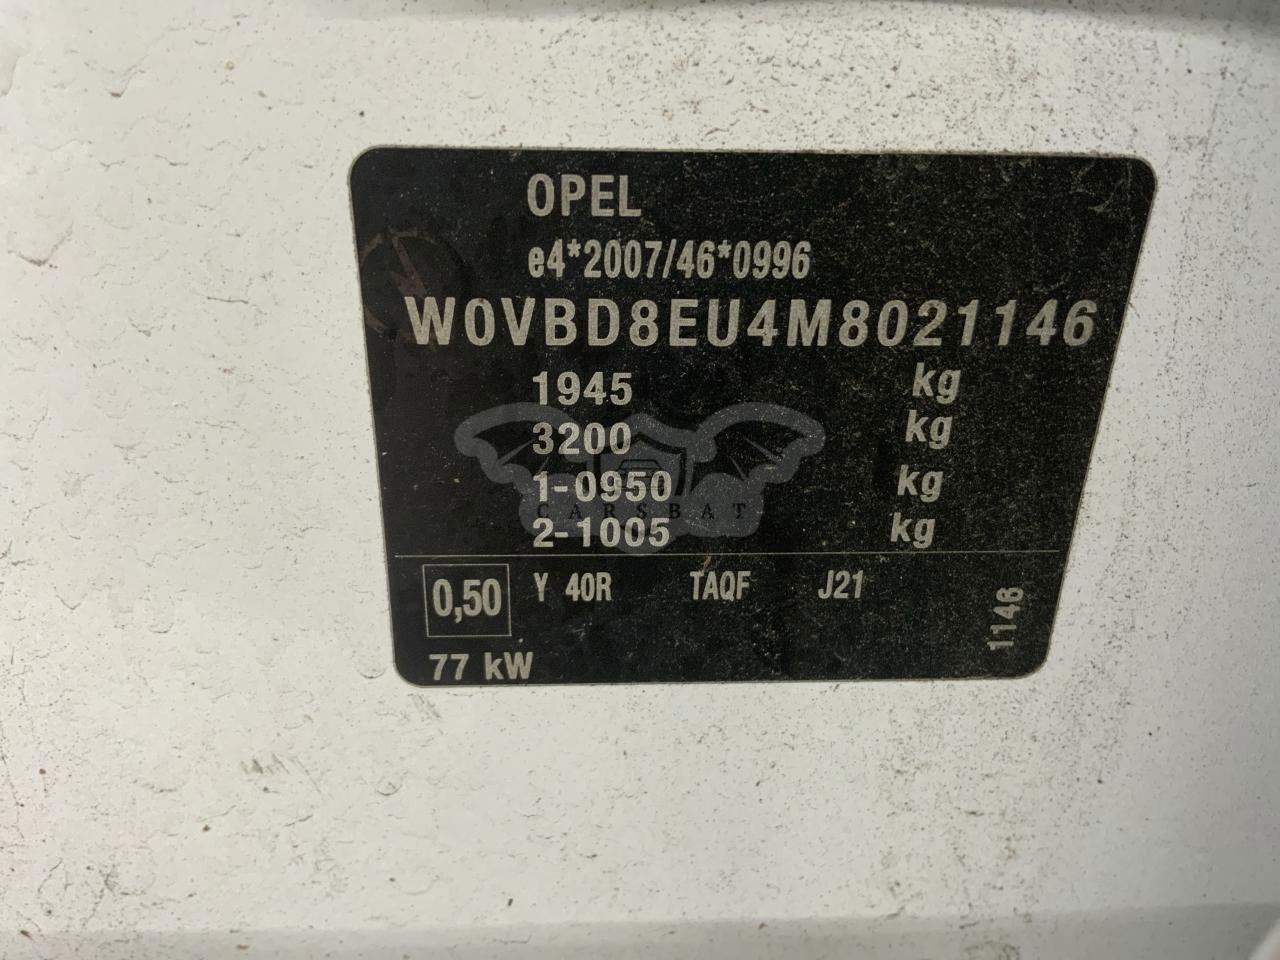 OPEL
e4*2007/46*0996
W0VBD8EU4M8021146
1945 kg
3200 kg
1-0950 kg
CARSBAT
2-1005 kg
0,50 Y 40R TAQF J21
1146
77 kW